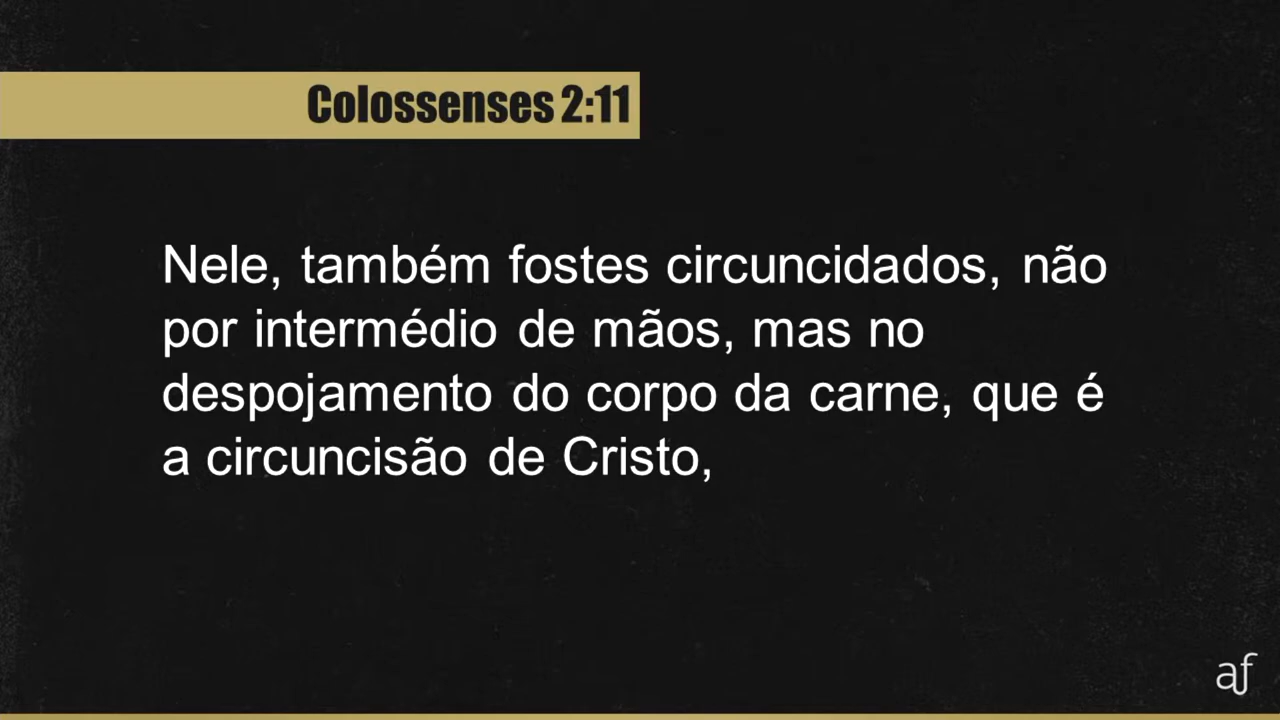 Colossenses 2:11
Nele, também fostes circuncidados, não
por intermédio de mãos, mas no
despojamento do corpo da carne, que é
a circuncisão de Cristo,
af